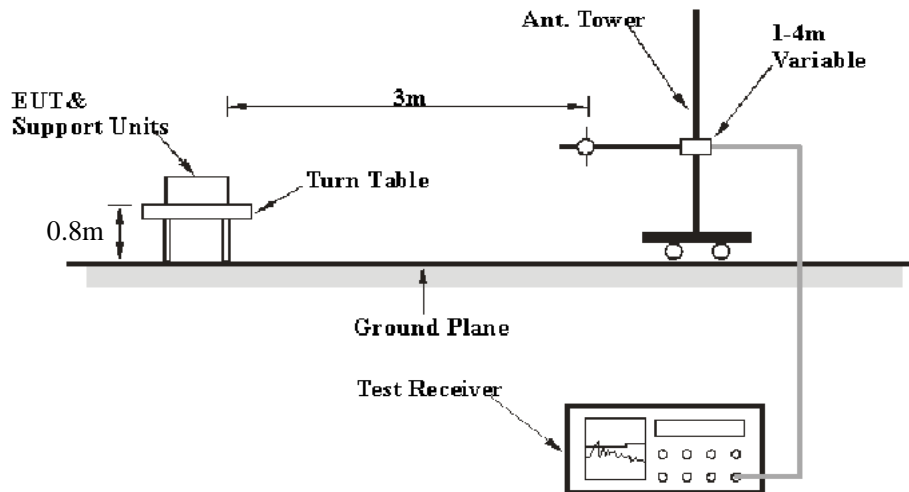 Ant. Tower
1-4m
Variable
EUT&
Support Units
3m
Turn Table
0.8m
Ground Plane
Test Receiver